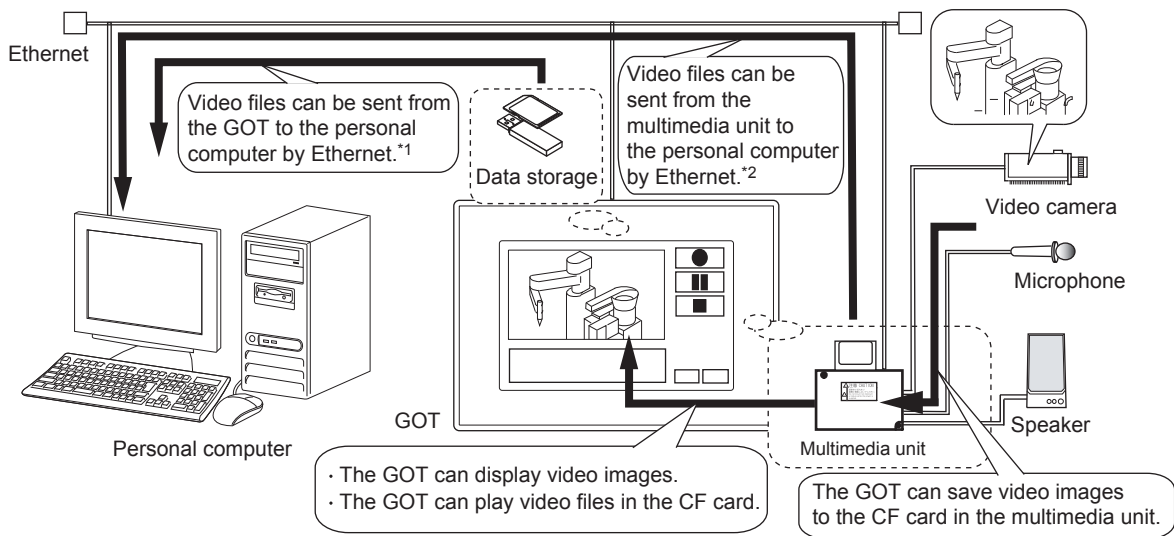 Ethernet
Video files can be sent from
the GOT to the personal
computer by Ethernet.*1
Data storage
Video files can be
sent from the
multimedia unit to
the personal computer
by Ethernet.*2
Video camera
Microphone
Speaker
Multimedia unit
GOT
Personal computer
· The GOT can display video images.
· The GOT can play video files in the CF card.
The GOT can save video images
to the CF card in the multimedia unit.